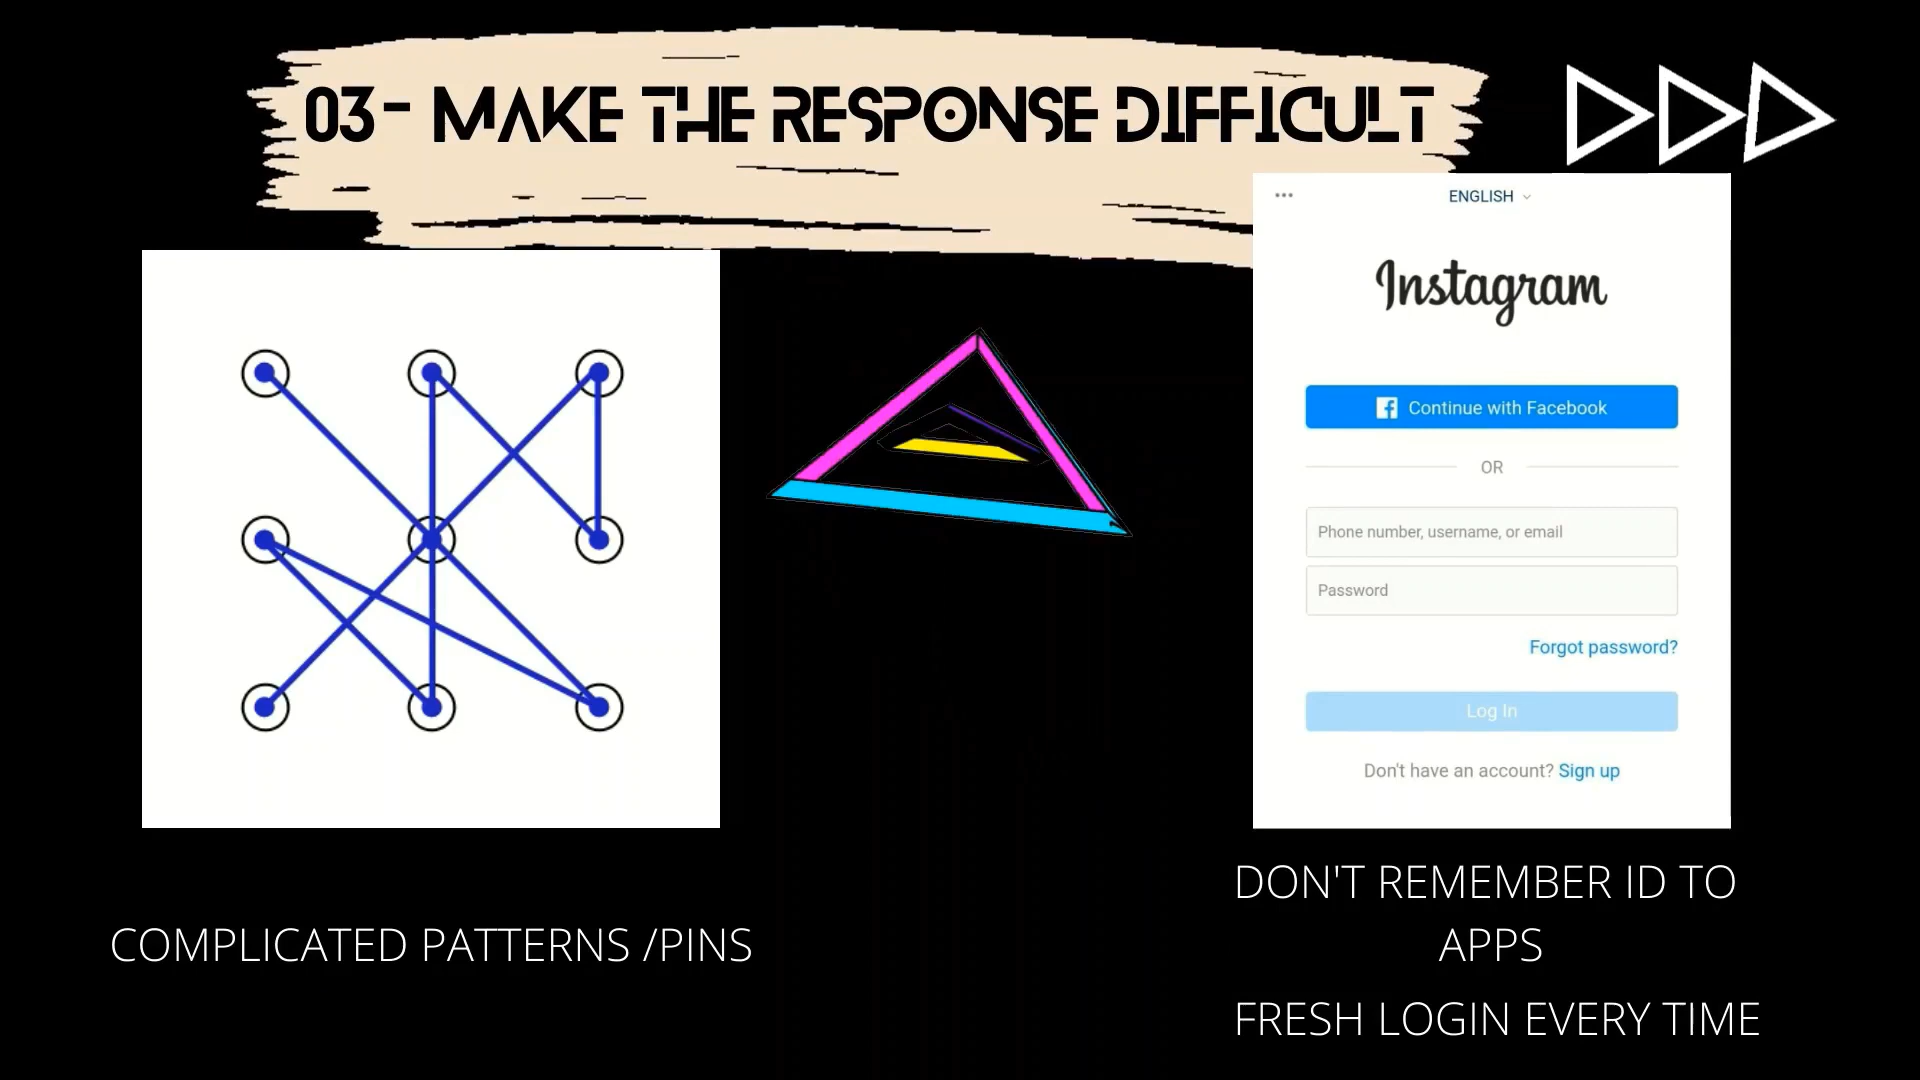 03- MAKE THE RESPONSE DIFFICULT
ENGLISH
Instagram
Continue with Facebook
OR
Phone number, username, or email
Password
Forgot password?
Log In
Don't have an account? Sign up
COMPLICATED PATTERNS /PINS
DON'T REMEMBER ID TO
APPS
FRESH LOGIN EVERY TIME